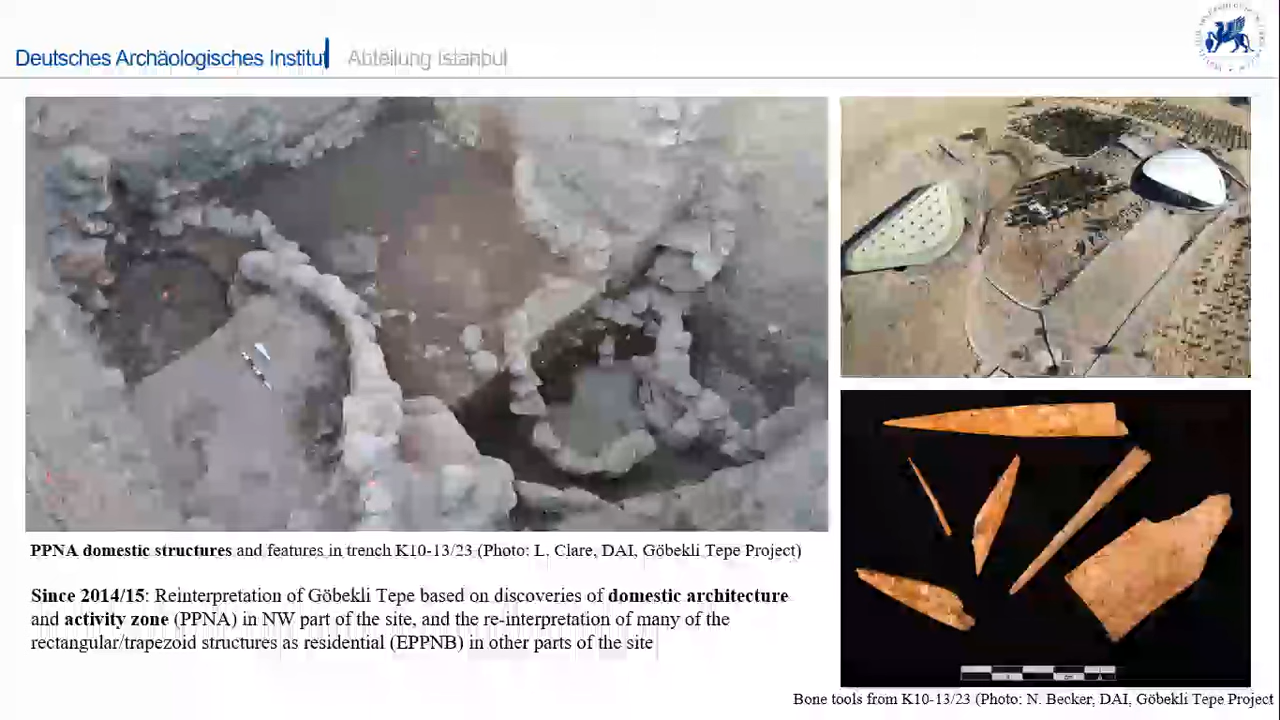 Deutsches Archäologisches Institut Abteilung Istanbul
PPNA domestic structures and features in trench K10-13/23 (Photo: L. Clare, DAI, Göbekli Tepe Project)
Since 2014/15: Reinterpretation of Göbekli Tepe based on discoveries of domestic architecture
and activity zone (PPNA) in NW part of the site, and the re-interpretation of many of the
rectangular/trapezoid structures as residential (EPPNB) in other parts of the site
Bone tools from K10-13/23 (Photo: N. Becker, DAI, Göbekli Tepe Project